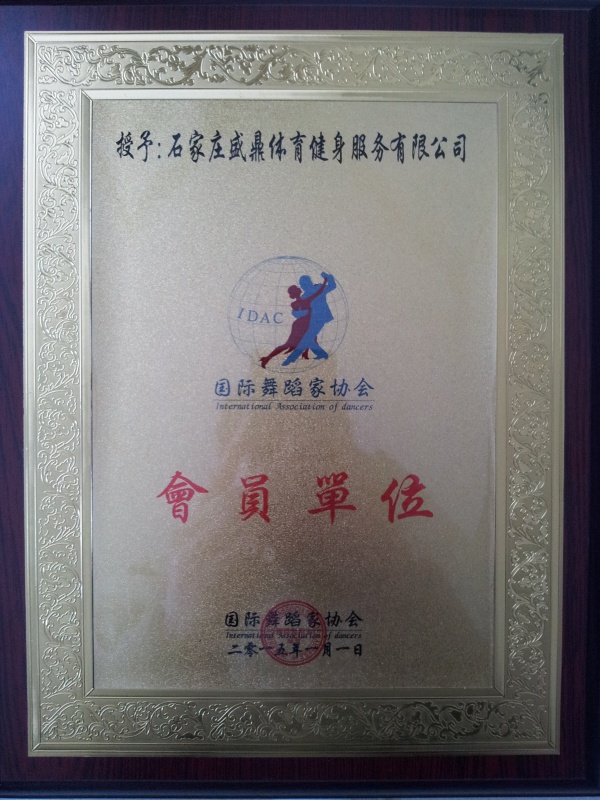 授予:石家庄盛鼎体育健身服务有限公司
IDAC
国际舞蹈家协会
International Association of dancers
會員單位
国际舞蹈家协会
International Association of dancers
二零一五年一月一日